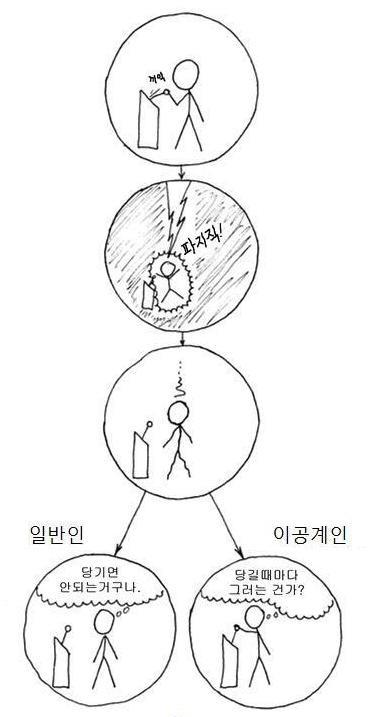 끼익
파지직!
일반인
이공계인
당기면
안되는거구나.
당길때마다
그러는 건가?